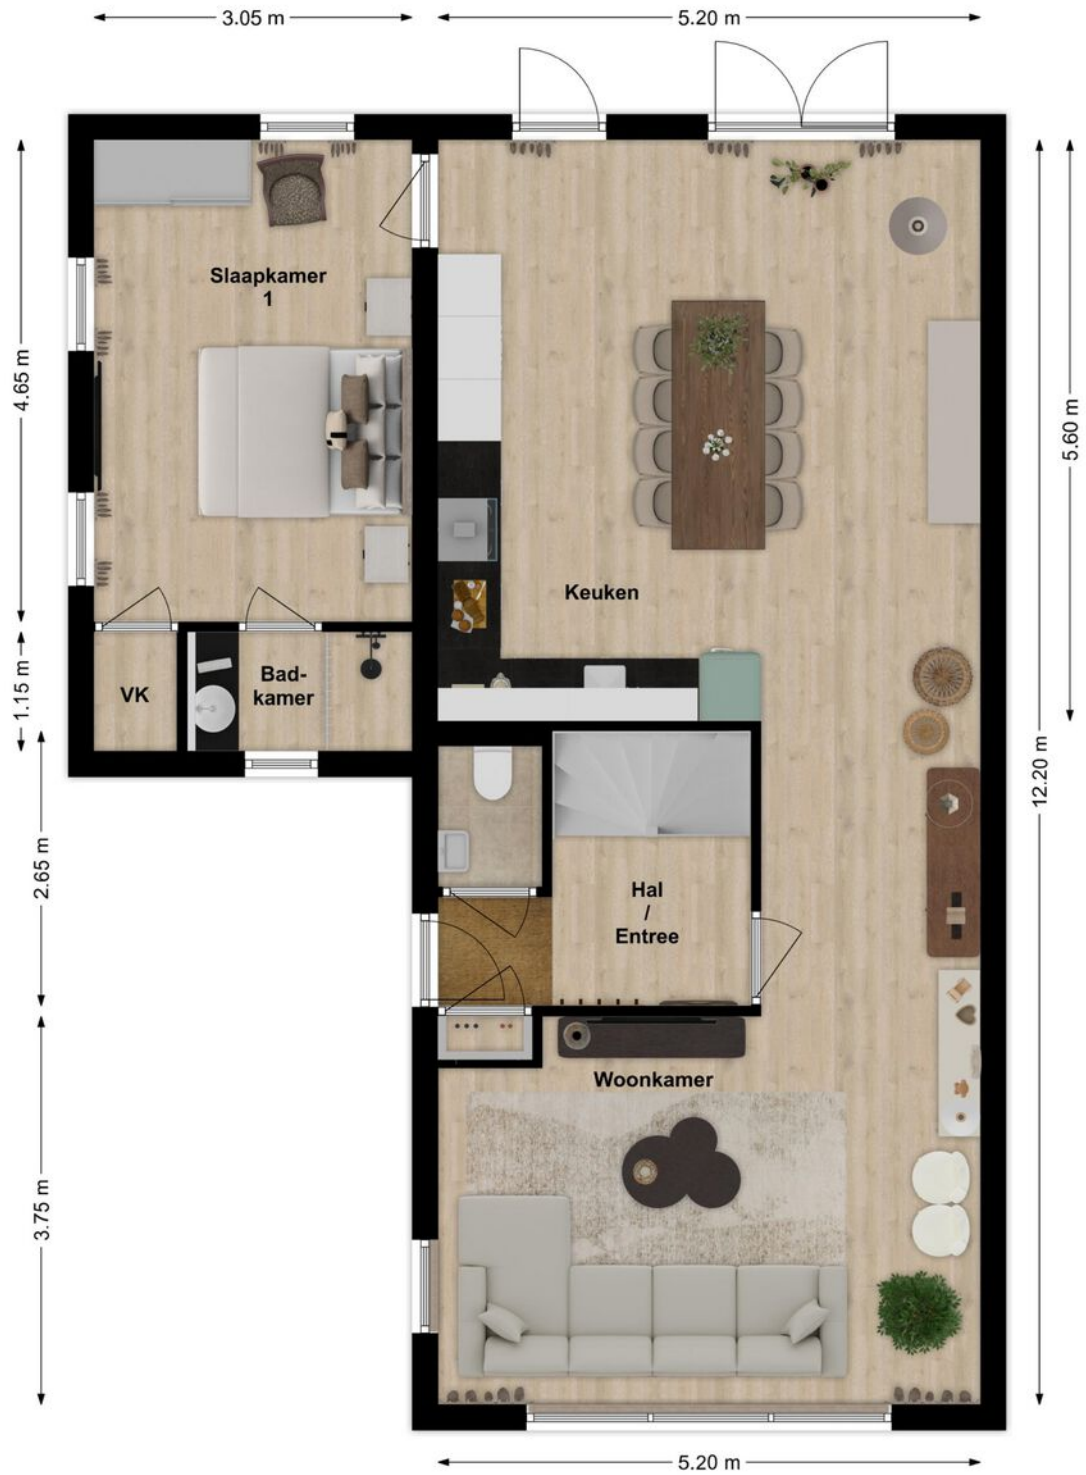 3.05 m
5.20 m
Slaapkamer
1
4.65 m
5.60 m
Keuken
1.15 m
VK
Bad-
kamer
12.20 m
2.65 m
Hal
/
Entree
Woonkamer
3.75 m
5.20 m